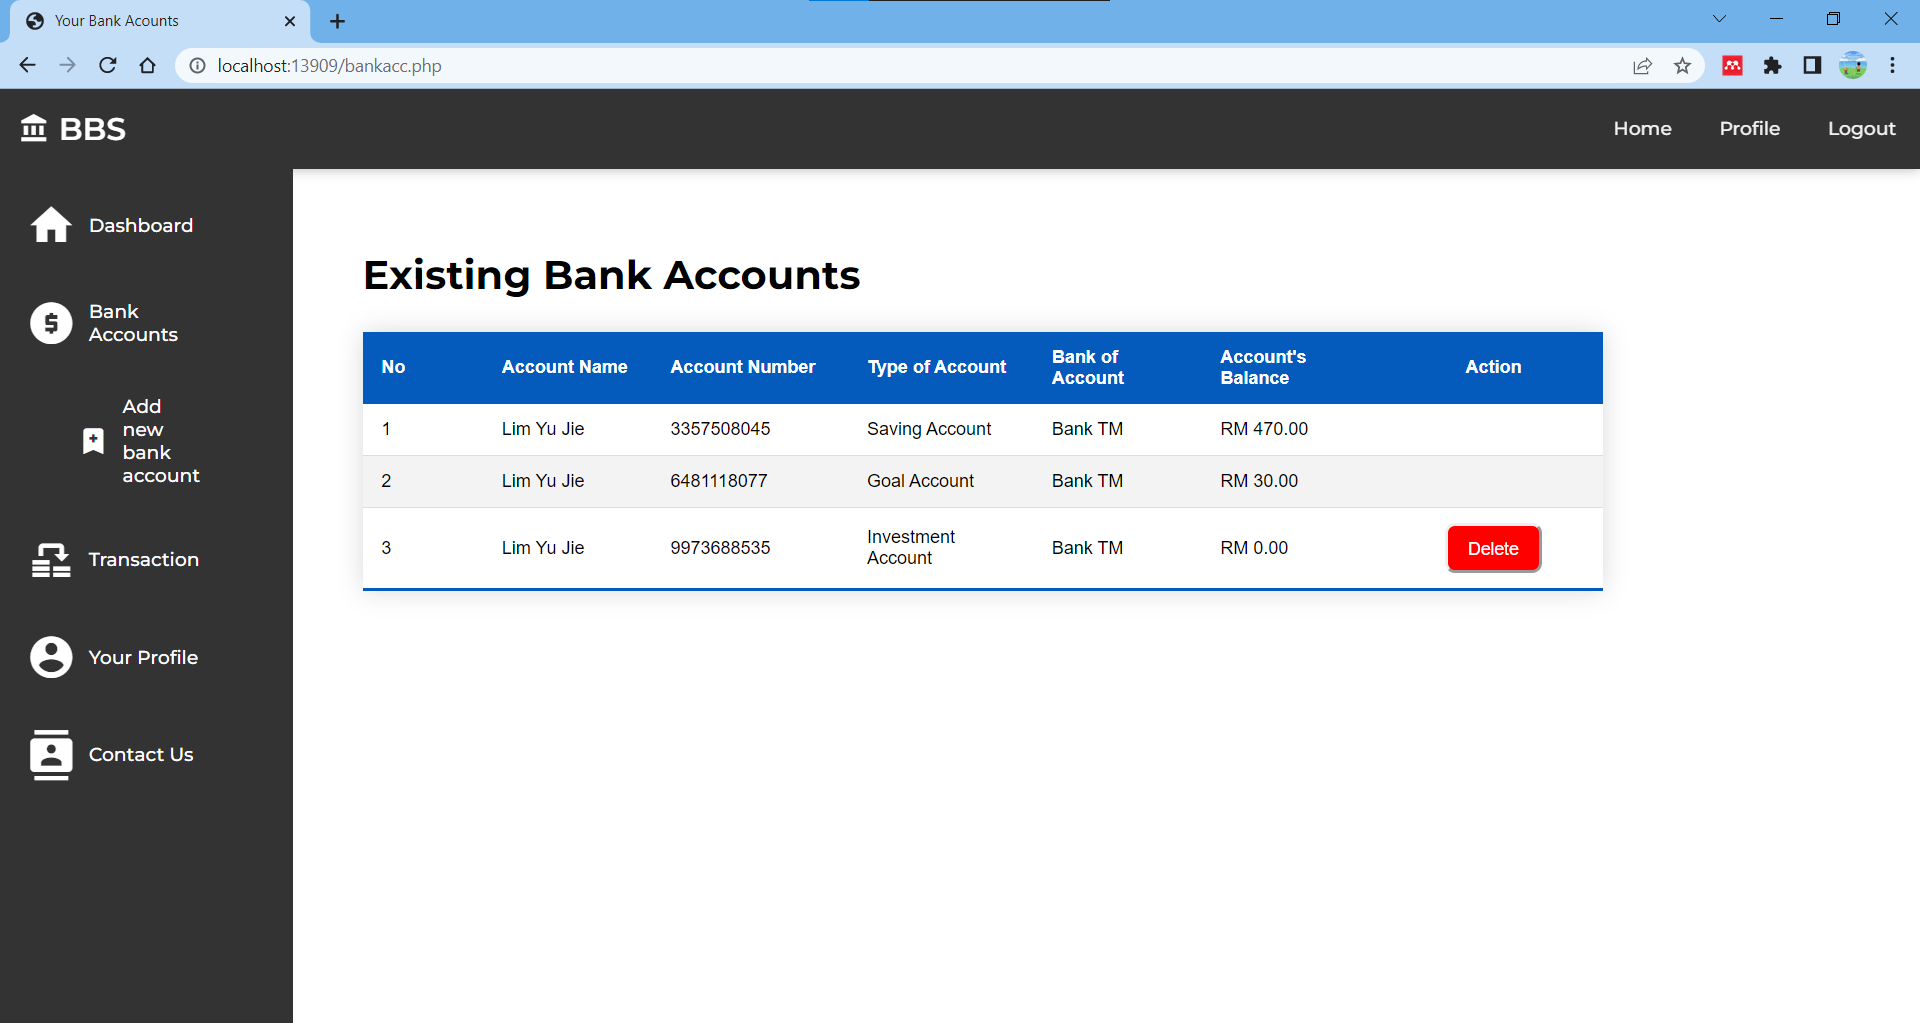 Your Bank Acounts
localhost:13909/bankacc.php
BBS
Home Profile Logout
Dashboard
Bank
Accounts
Add
new
bank
account
Transaction
Your Profile
Contact Us
Existing Bank Accounts
No Account Name Account Number Type of Account Bank of Account Account's Balance Action
1 Lim Yu Jie 3357508045 Saving Account Bank TM RM 470.00
2 Lim Yu Jie 6481118077 Goal Account Bank TM RM 30.00
3 Lim Yu Jie 9973688535 Investment Account Bank TM RM 0.00 Delete